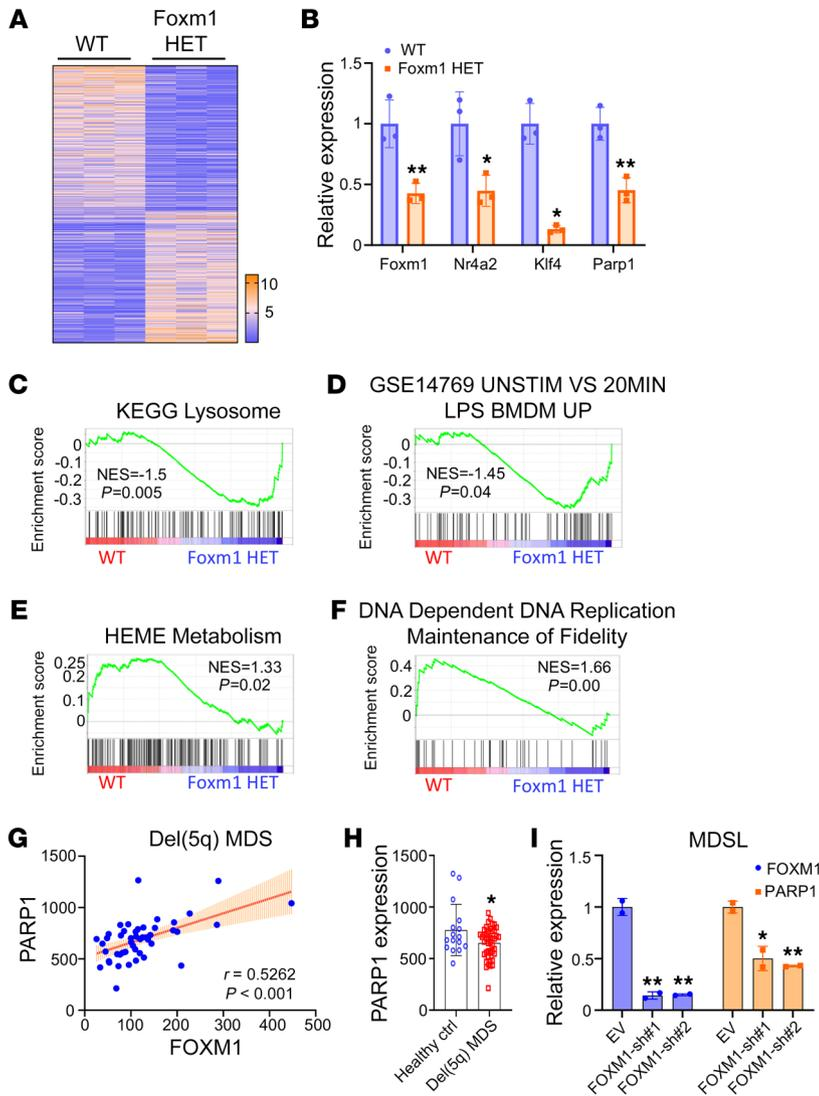 A
WT
Foxm1
HET
10
5
B
WT
Foxm1 HET
Relative expression
1.5
1
0.5
0
**
*
*
**
Foxm1
Nr4a2
Klf4
Parp1
C
KEGG Lysosome
Enrichment score
0
-0.1
-0.2
-0.3
NES=-1.5
P=0.005
WT
Foxm1 HET
D
GSE14769 UNSTIM VS 20MIN
LPS BMDM UP
Enrichment score
0
-0.1
-0.2
-0.3
NES=-1.45
P=0.04
WT
Foxm1 HET
E
HEME Metabolism
Enrichment score
0.25
0.2
0.1
0
NES=1.33
P=0.02
WT
Foxm1 HET
F
DNA Dependent DNA Replication
Maintenance of Fidelity
Enrichment score
0.4
0.2
0
NES=1.66
P=0.00
WT
Foxm1 HET
G
Del(5q) MDS
PARP1
1500
1000
500
0
r = 0.5262
P < 0.001
0
100
200
300
400
500
FOXM1
H
PARP1 expression
1500
1000
500
0
*
Healthy ctrl
Del(5q) MDS
I
MDSL
FOXM1
PARP1
Relative expression
1.5
1
0.5
0
**
**
*
**
EV
FOXM1-sh#1
FOXM1-sh#2
EV
FOXM1-sh#1
FOXM1-sh#2